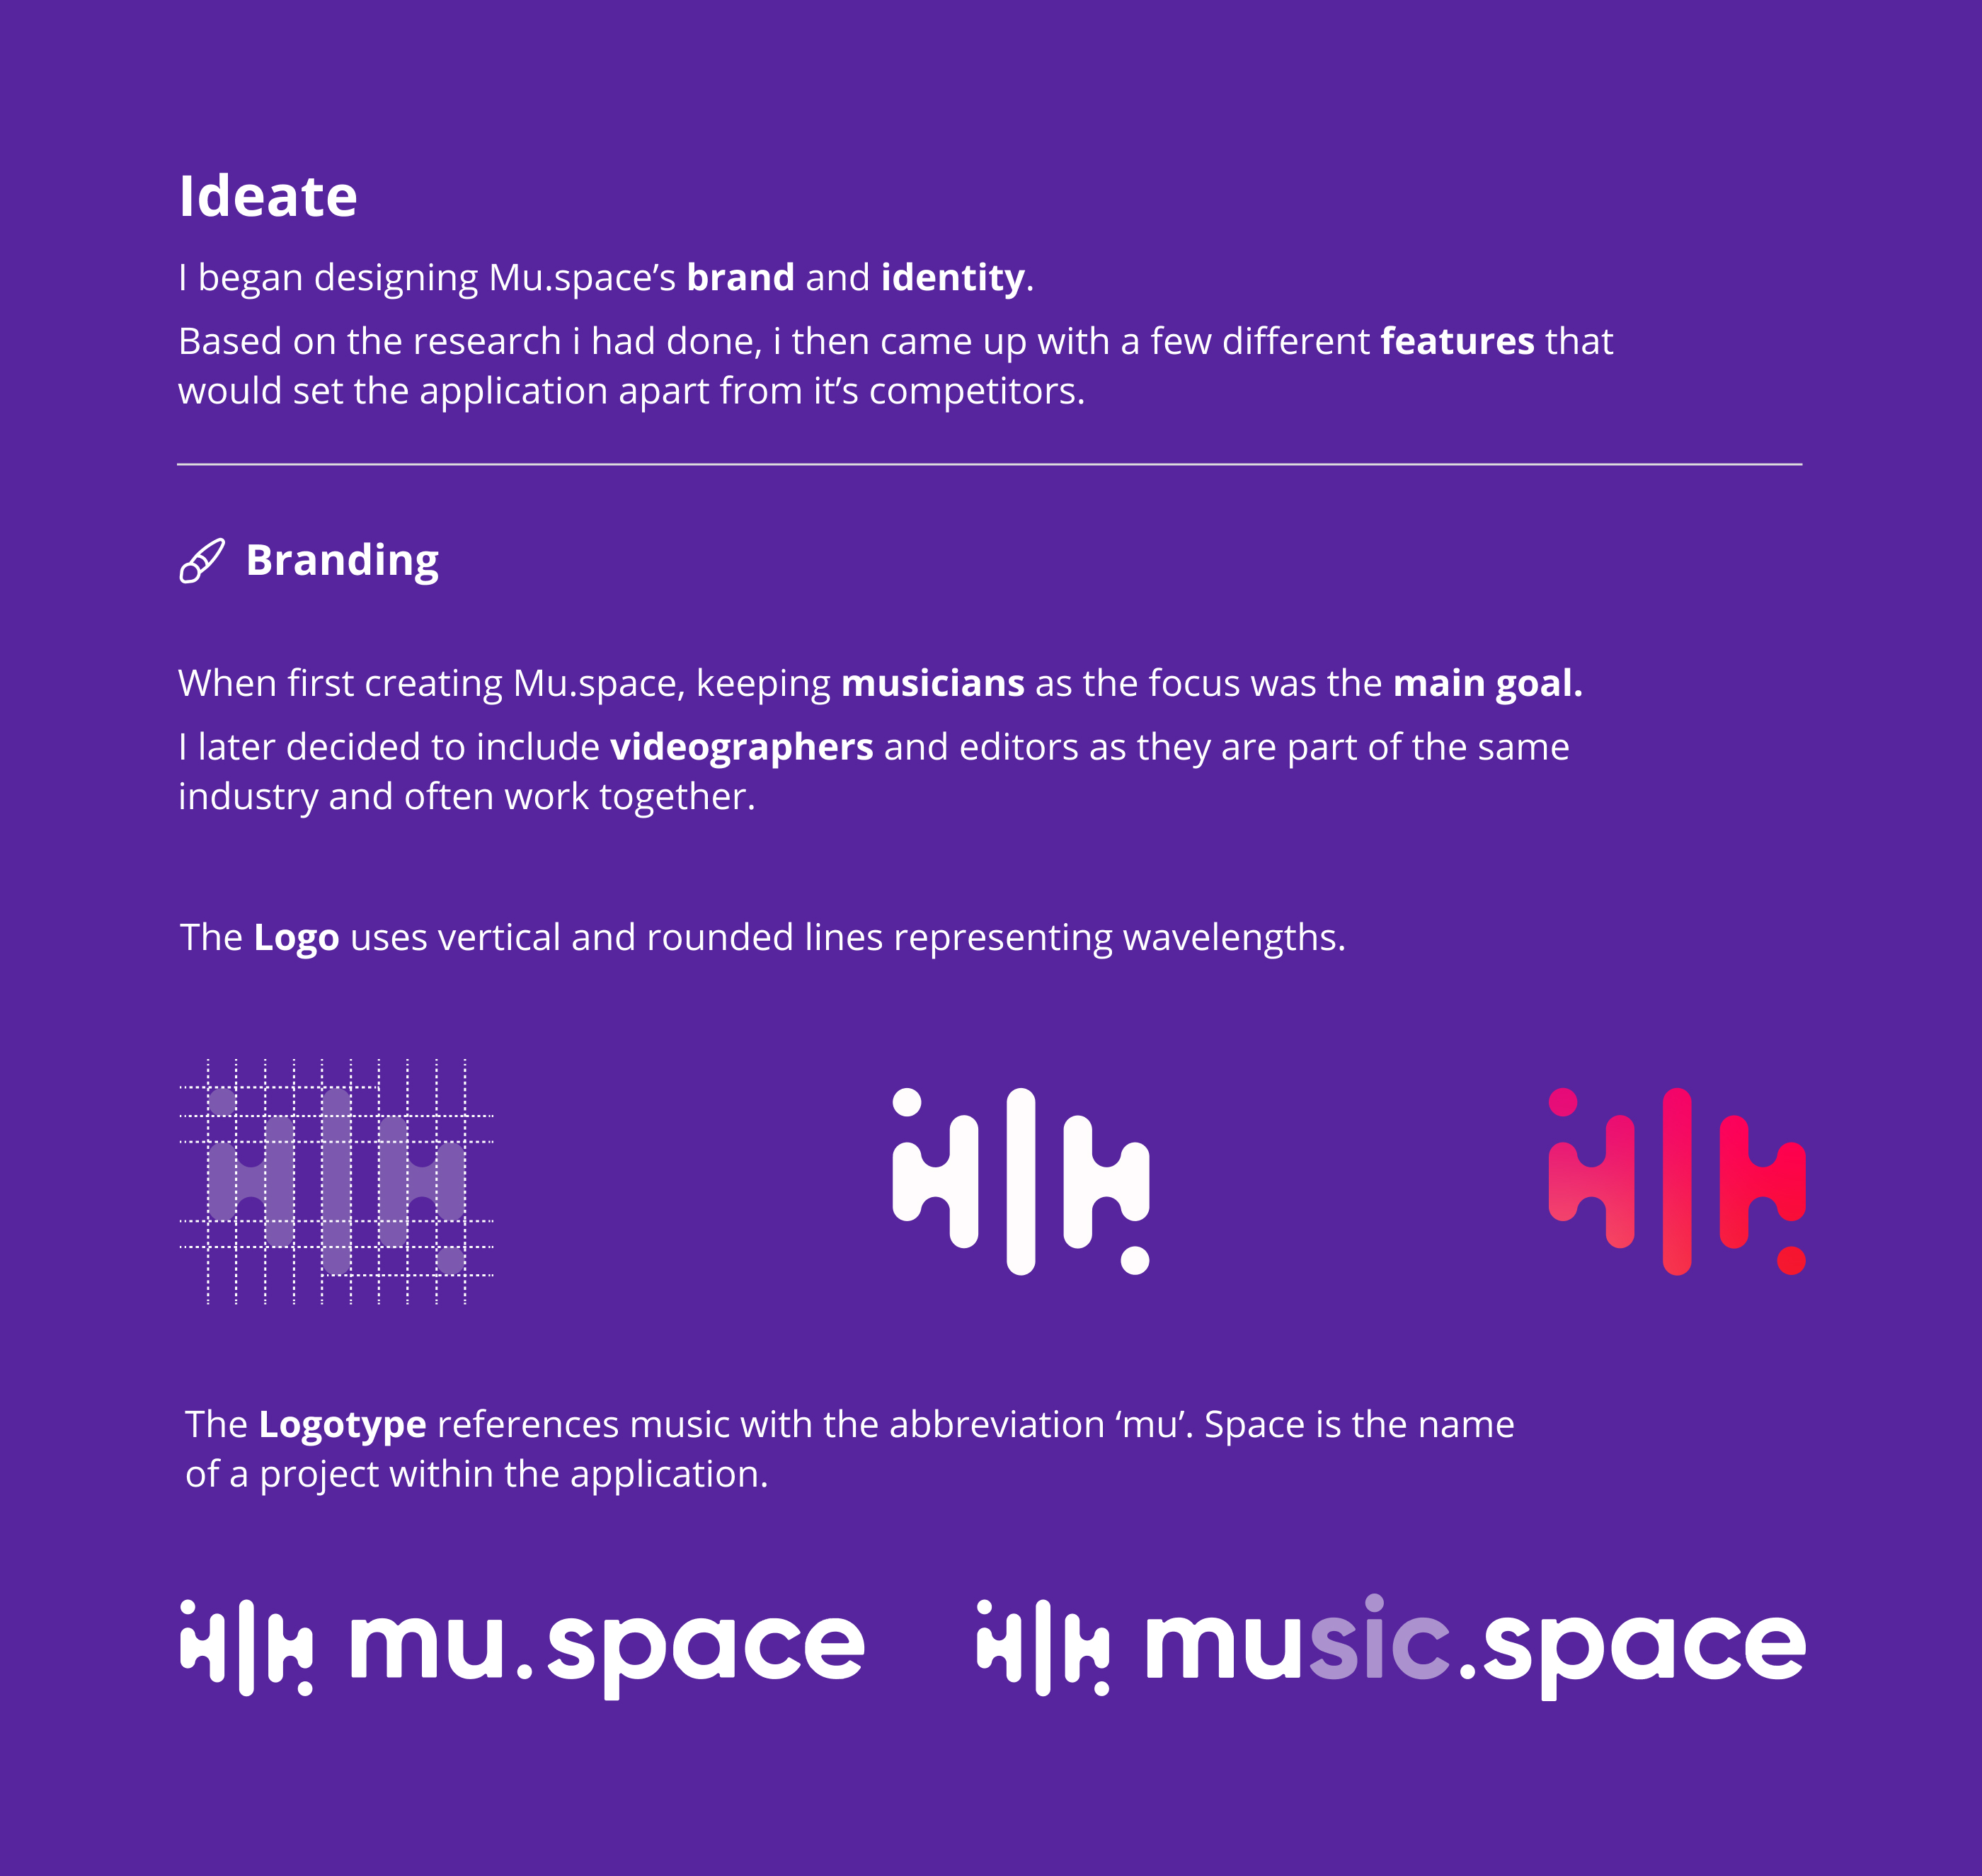 Ideate
I began designing Mu.space’s brand and identity.
Based on the research i had done, i then came up with a few different features that
would set the application apart from it’s competitors.
Branding
When first creating Mu.space, keeping musicians as the focus was the main goal.
I later decided to include videographers and editors as they are part of the same
industry and often work together.
The Logo uses vertical and rounded lines representing wavelengths.
The Logotype references music with the abbreviation ‘mu’. Space is the name
of a project within the application.
mu.space
music.space